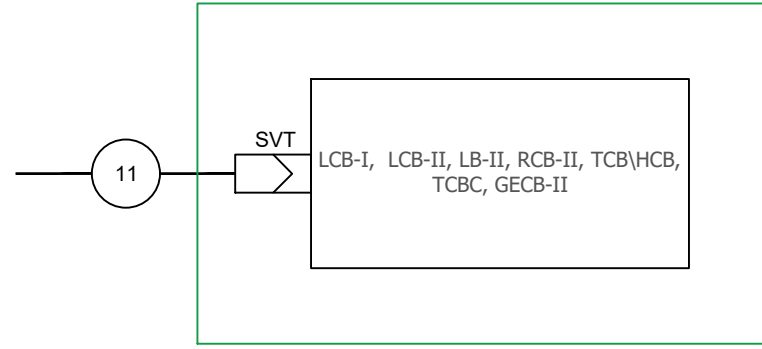 SVT
11
LCB-I,  LCB-II, LB-II, RCB-II, TCB\HCB,
TCBC, GECB-II